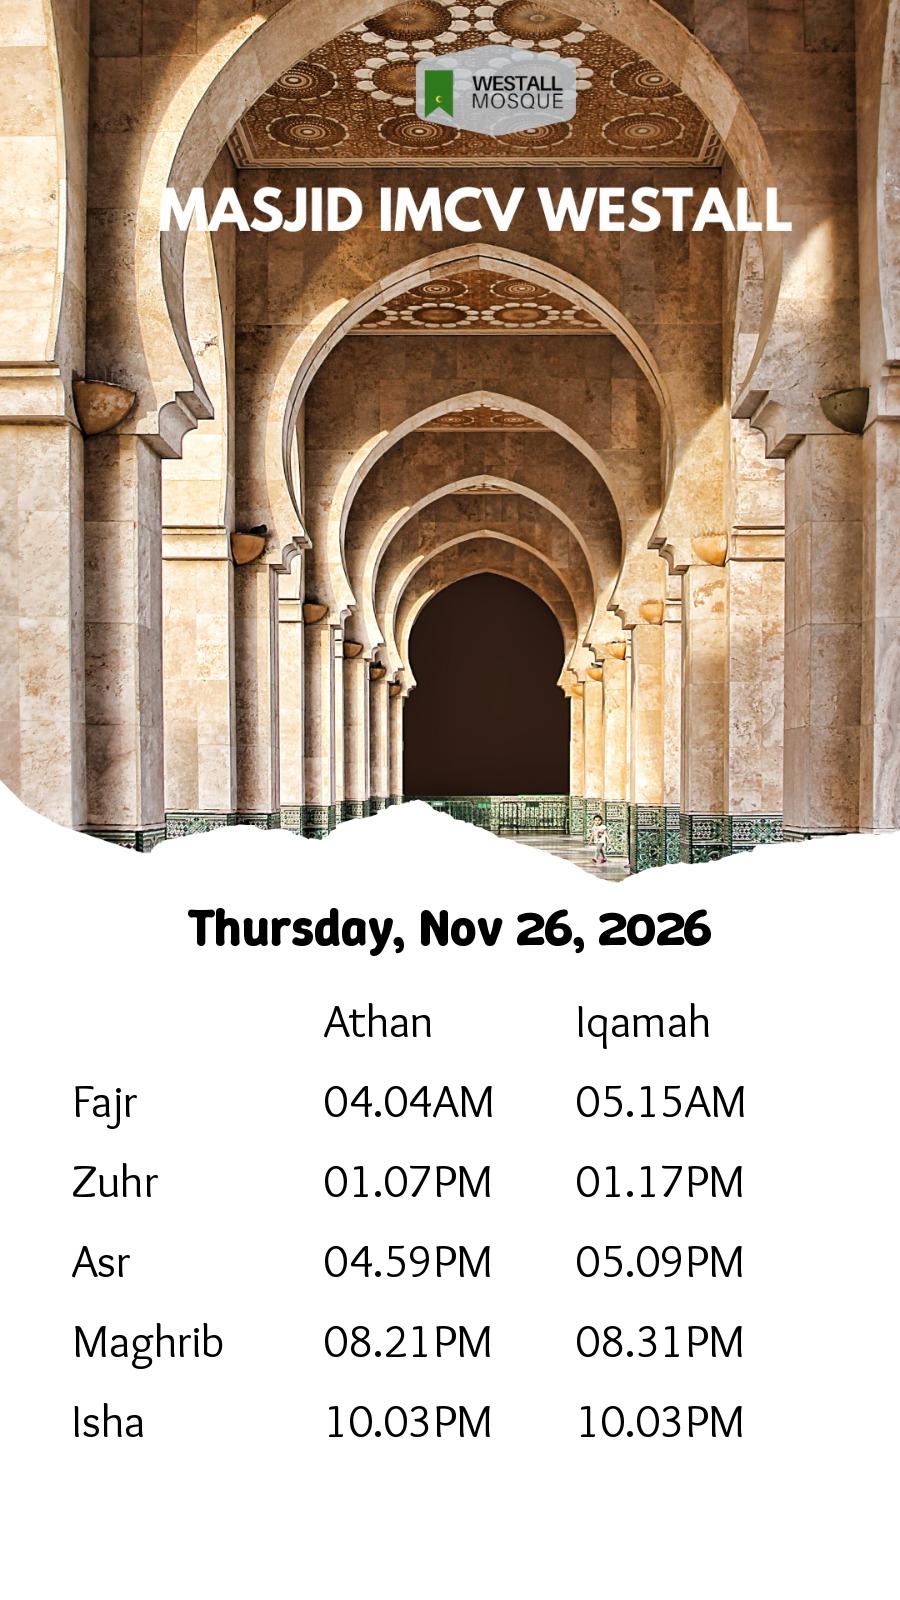 WESTALL
MOSQUE
MASJID IMCV WESTALL
Thursday, Nov 26, 2026
Athan Iqamah
Fajr 04.04AM 05.15AM
Zuhr 01.07PM 01.17PM
Asr 04.59PM 05.09PM
Maghrib 08.21PM 08.31PM
Isha 10.03PM 10.03PM